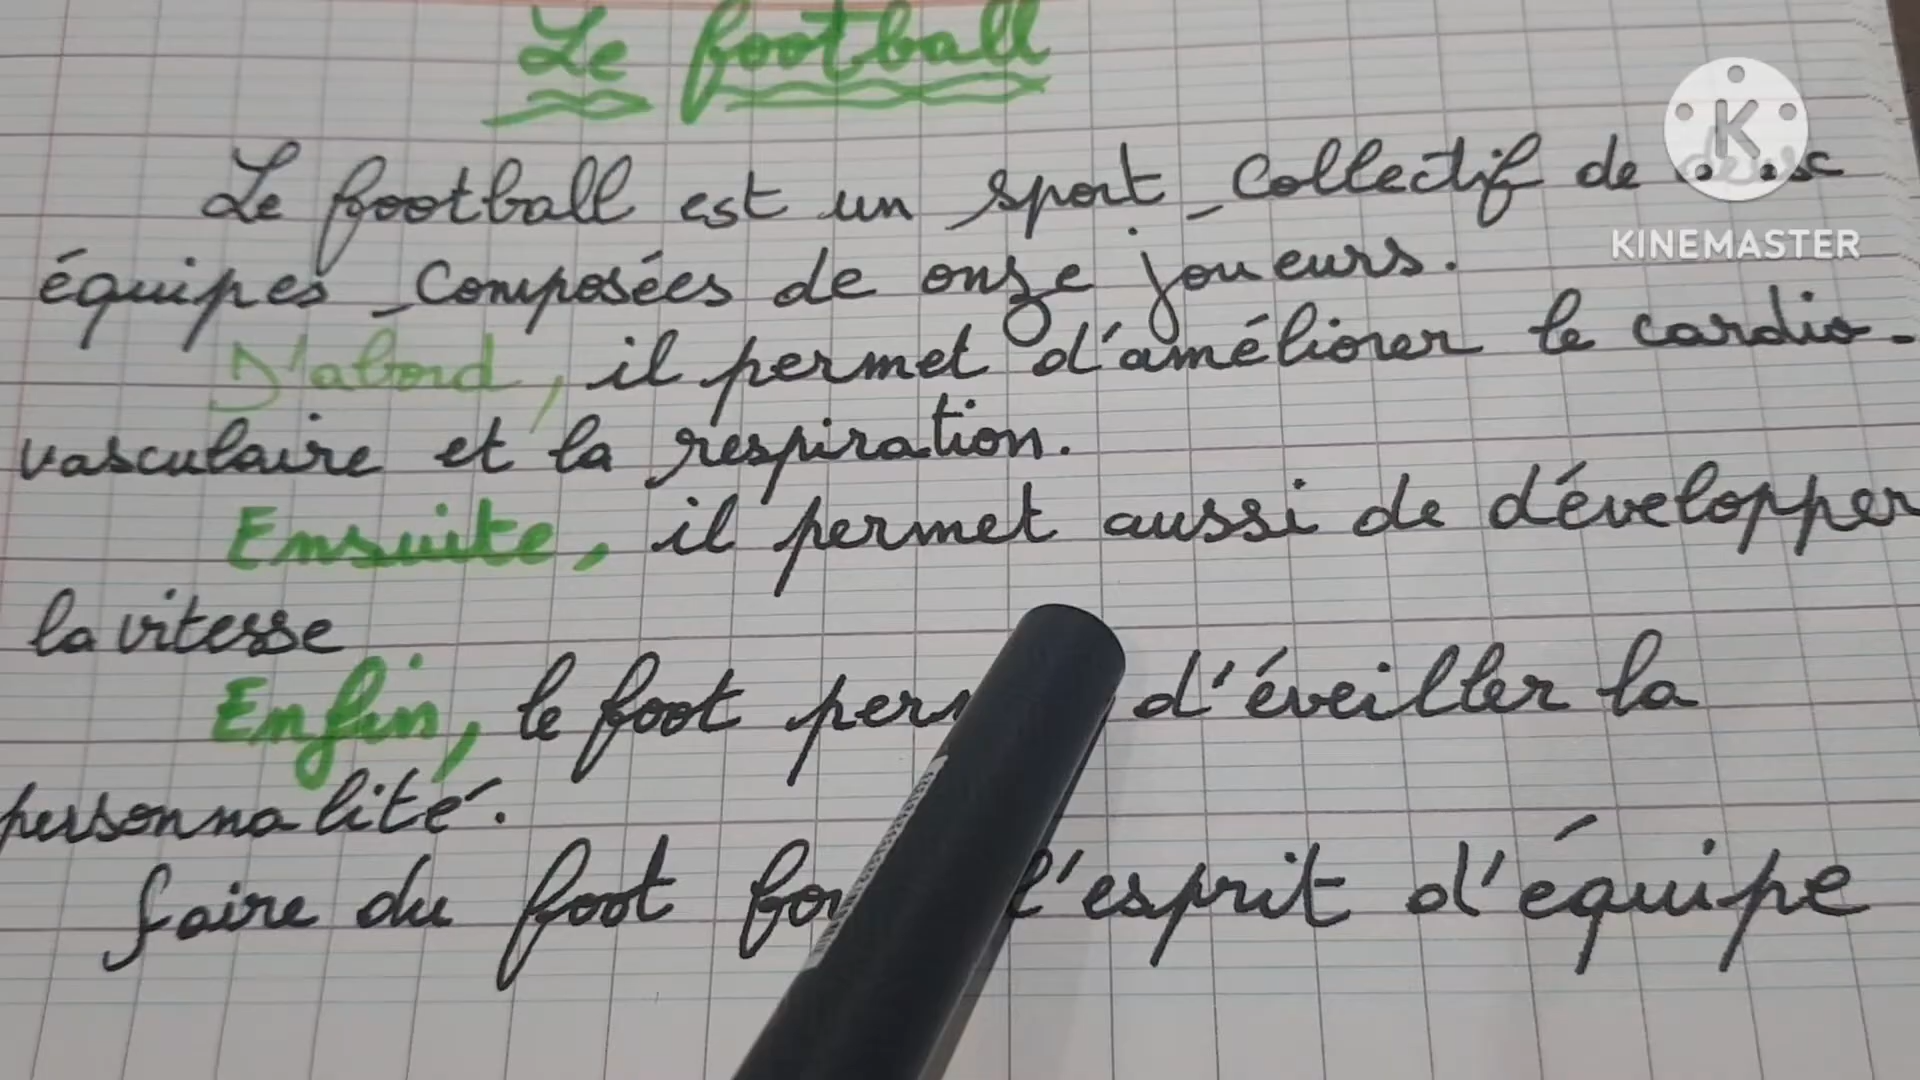 Le football
Le football est un sport collectif de deux
équipes composées de onze joueurs.
D'abord, il permet d'améliorer le cardio-
vasculaire et la respiration.
Ensuite, il permet aussi de développer
la vitesse
Enfin, le foot d'éveiller la
personnalité.
faire du foot l'esprit d'équipe
K
KINEMASTER